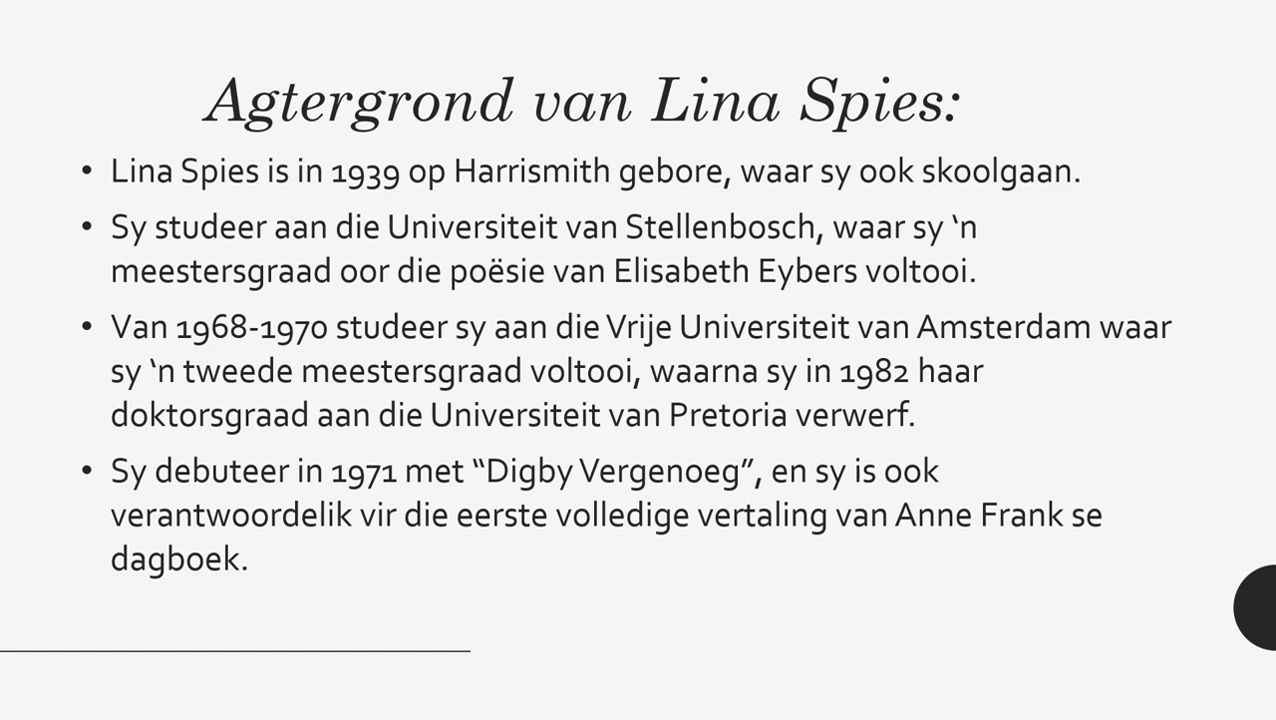 Agtergrond van Lina Spies:
• Lina Spies is in 1939 op Harrismith gebore, waar sy ook skoolgaan.
• Sy studeer aan die Universiteit van Stellenbosch, waar sy ‘n
meestersgraad oor die poësie van Elisabeth Eybers voltooi.
• Van 1968-1970 studeer sy aan die Vrije Universiteit van Amsterdam waar
sy ‘n tweede meestersgraad voltooi, waarna sy in 1982 haar
doktorsgraad aan die Universiteit van Pretoria verwerf.
• Sy debuteer in 1971 met “Digby Vergenoeg”, en sy is ook
verantwoordelik vir die eerste volledige vertaling van Anne Frank se
dagboek.